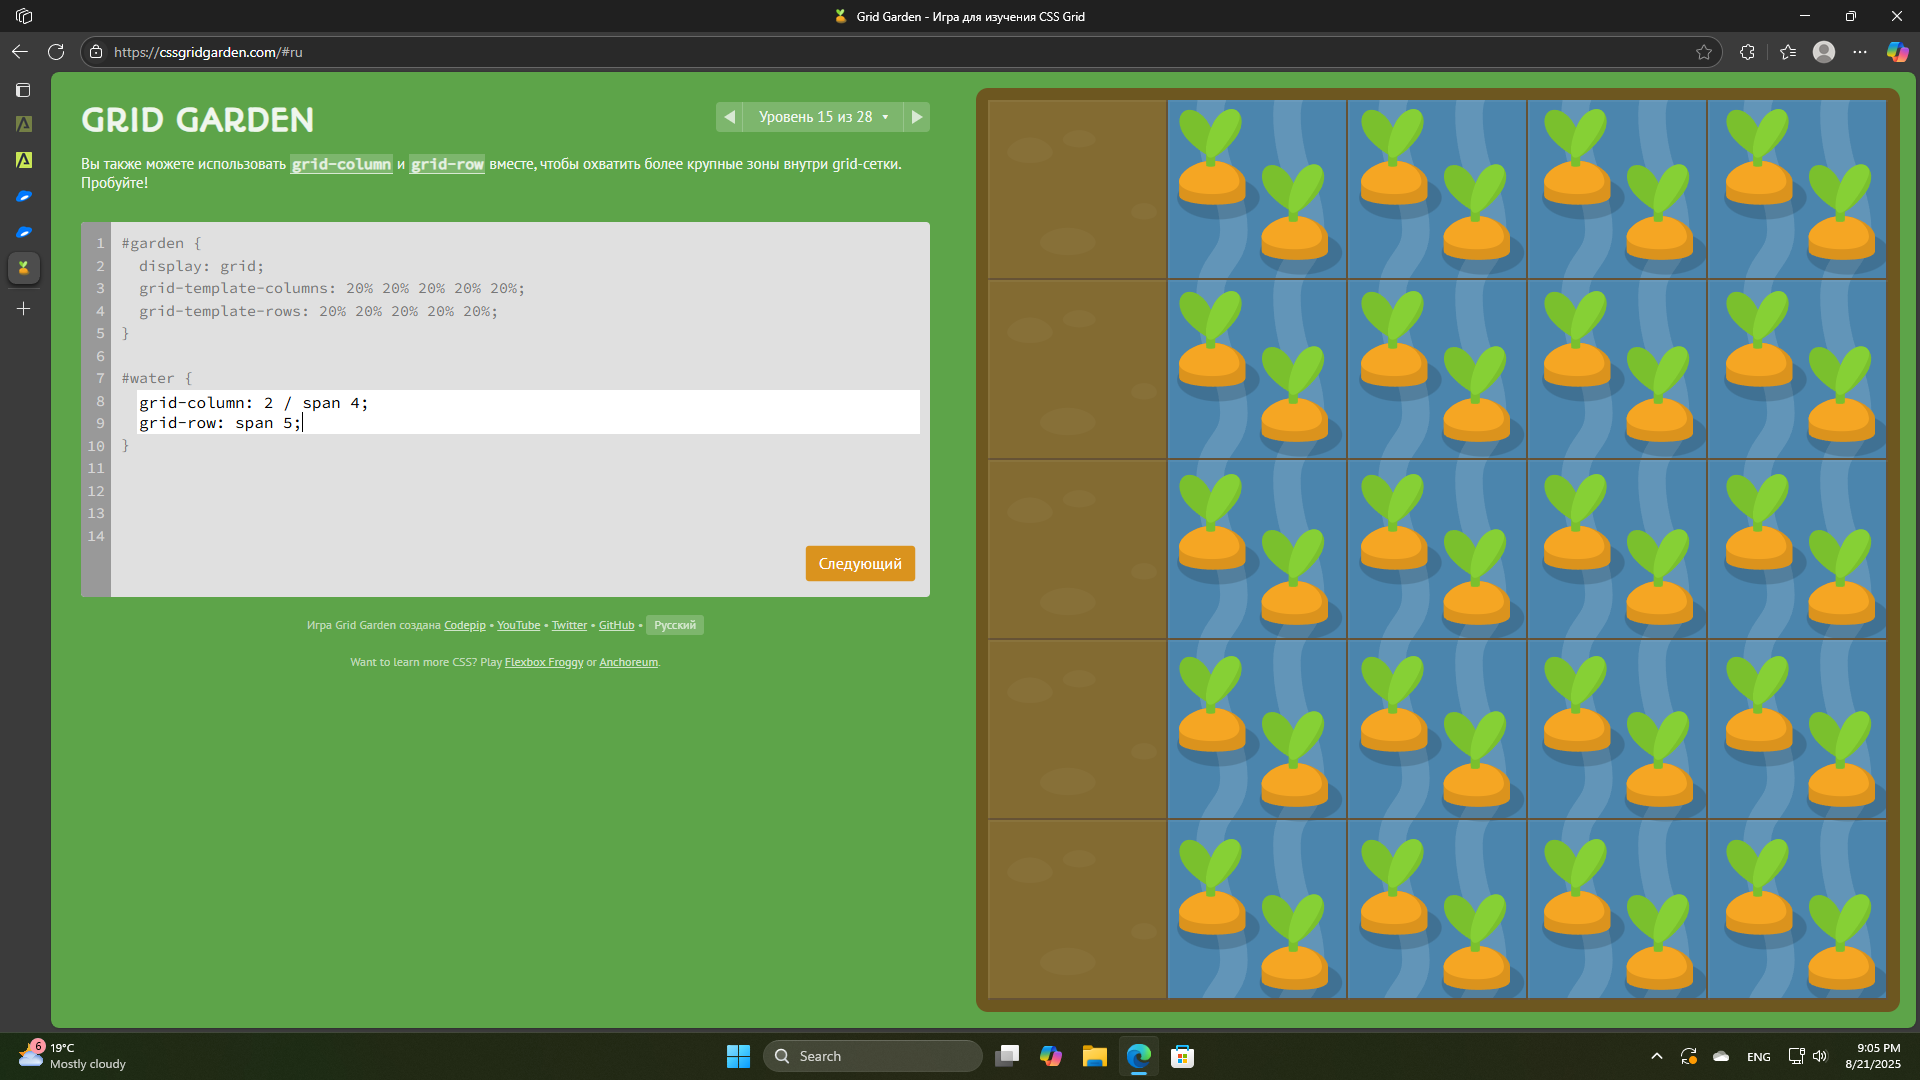 Grid Garden - Игра для изучения CSS Grid
https://cssgridgarden.com/#ru
GRID GARDEN
Уровень 15 из 28
Вы также можете использовать grid-column и grid-row вместе, чтобы охватить более крупные зоны внутри grid-сетки.
Пробуйте!
1 #garden {
2 display: grid;
3 grid-template-columns: 20% 20% 20% 20% 20%;
4 grid-template-rows: 20% 20% 20% 20% 20%;
5 }
6
7 #water {
8 grid-column: 2 / span 4;
9 grid-row: span 5;
10 }
11
12
13
14
Следующий
Игра Grid Garden создана Codepip • YouTube • Twitter • GitHub • Русский
Want to learn more CSS? Play Flexbox Froggy or Anchoreum.
6
19°C
Mostly cloudy
Search
ENG
9:05 PM
8/21/2025